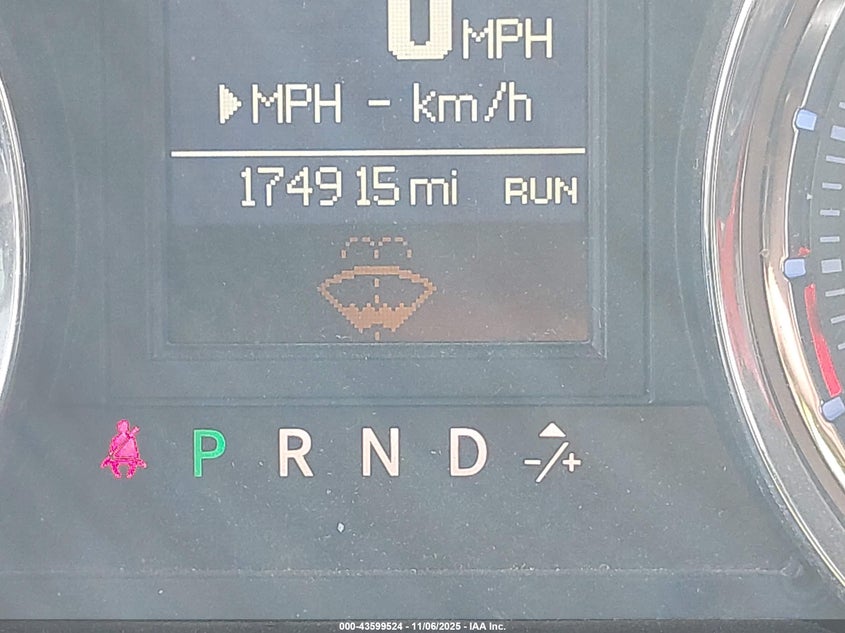 0 MPH
MPH - km/h
174915 mi RUN
P R N D -/+
000-43599524 - 11/06/2025 - IAA Inc.